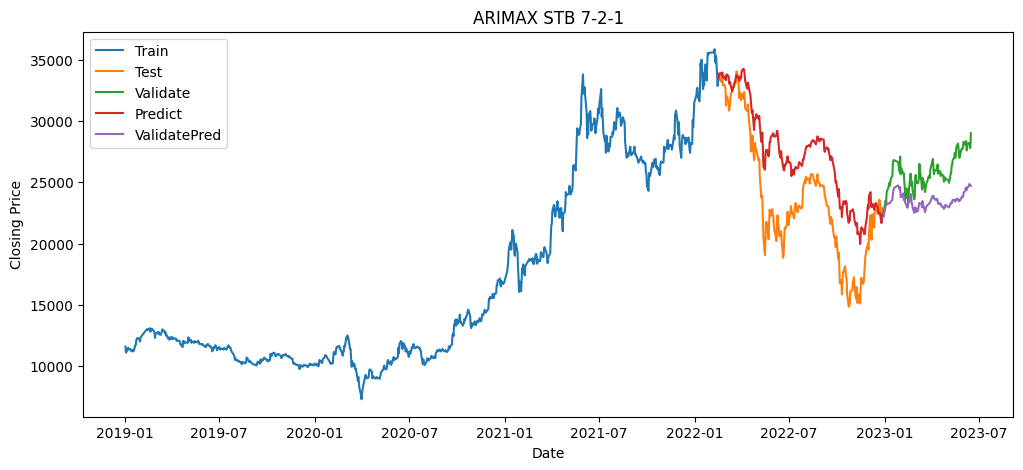 ARIMAX STB 7-2-1
Train
Test
Validate
Predict
ValidatePred
Closing Price
35000
30000
25000
20000
15000
10000
2019-01 2019-07 2020-01 2020-07 2021-01 2021-07 2022-01 2022-07 2023-01 2023-07
Date